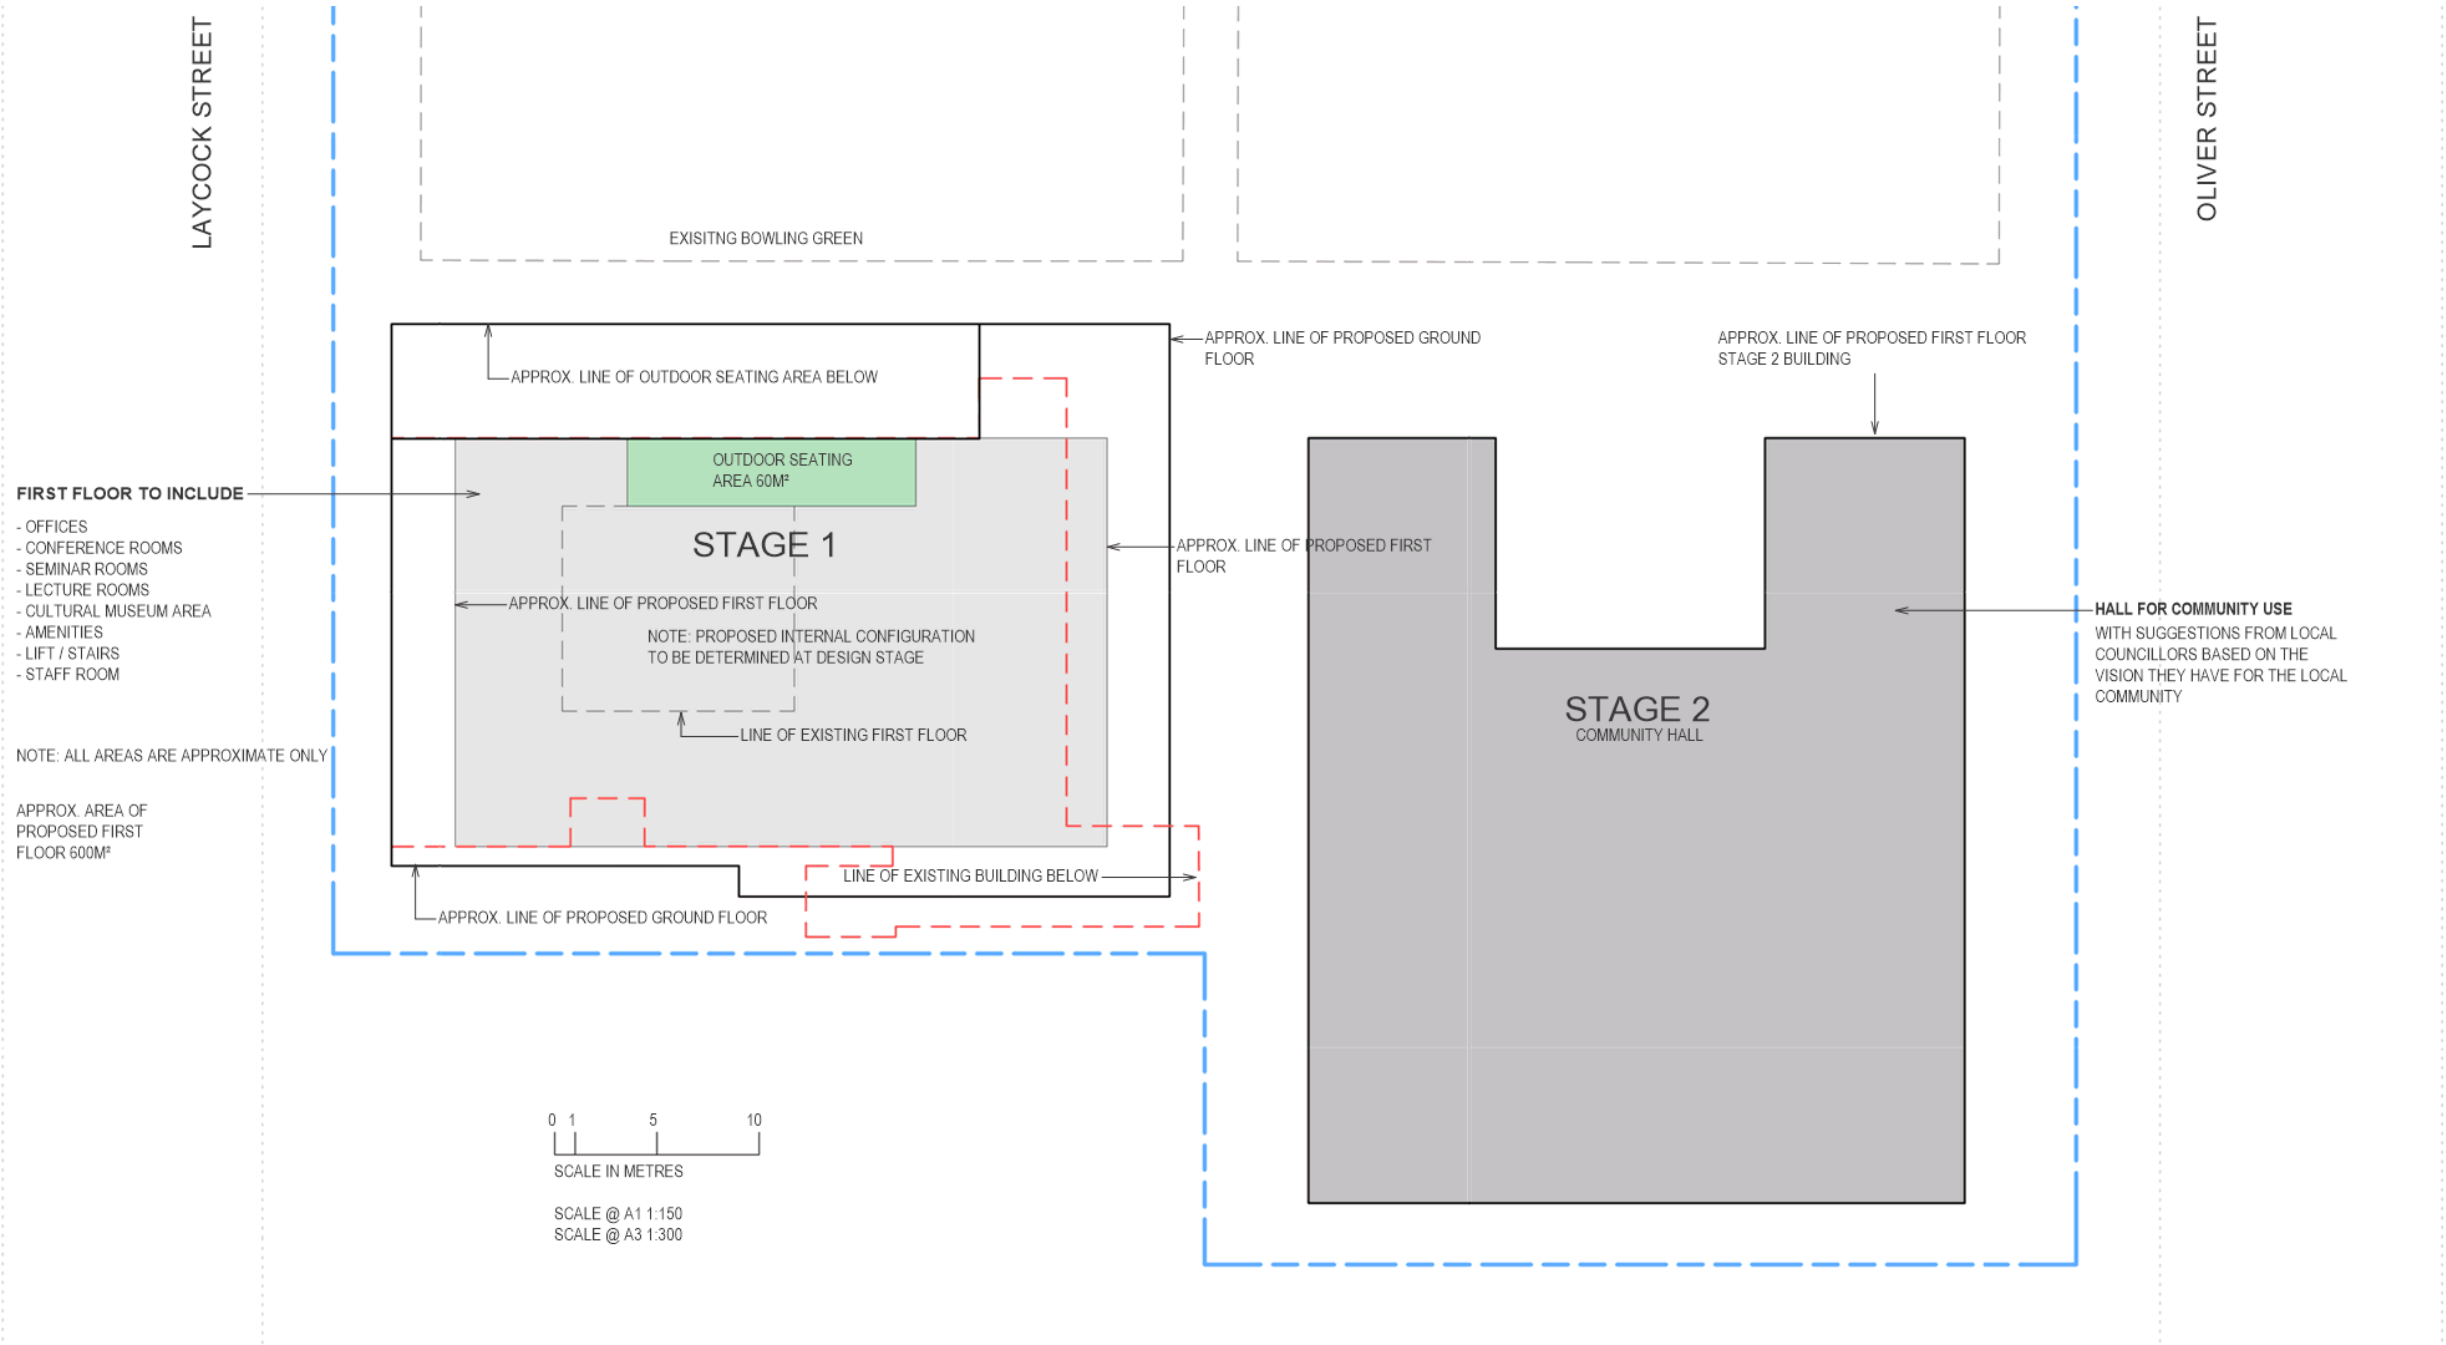 LAYCOCK STREET
OLIVER STREET
EXISITNG BOWLING GREEN
APPROX. LINE OF PROPOSED GROUND
FLOOR
APPROX. LINE OF PROPOSED FIRST FLOOR
STAGE 2 BUILDING
APPROX. LINE OF OUTDOOR SEATING AREA BELOW
OUTDOOR SEATING
AREA 60M²
FIRST FLOOR TO INCLUDE
- OFFICES
- CONFERENCE ROOMS
- SEMINAR ROOMS
- LECTURE ROOMS
- CULTURAL MUSEUM AREA
- AMENITIES
- LIFT / STAIRS
- STAFF ROOM
STAGE 1
APPROX. LINE OF PROPOSED FIRST
FLOOR
APPROX. LINE OF PROPOSED FIRST FLOOR
NOTE: PROPOSED INTERNAL CONFIGURATION
TO BE DETERMINED AT DESIGN STAGE
HALL FOR COMMUNITY USE
WITH SUGGESTIONS FROM LOCAL
COUNCILLORS BASED ON THE
VISION THEY HAVE FOR THE LOCAL
COMMUNITY
STAGE 2
COMMUNITY HALL
LINE OF EXISTING FIRST FLOOR
NOTE: ALL AREAS ARE APPROXIMATE ONLY
APPROX. AREA OF
PROPOSED FIRST
FLOOR 600M²
LINE OF EXISTING BUILDING BELOW
APPROX. LINE OF PROPOSED GROUND FLOOR
0 1 5 10
SCALE IN METRES
SCALE @ A1 1:150
SCALE @ A3 1:300